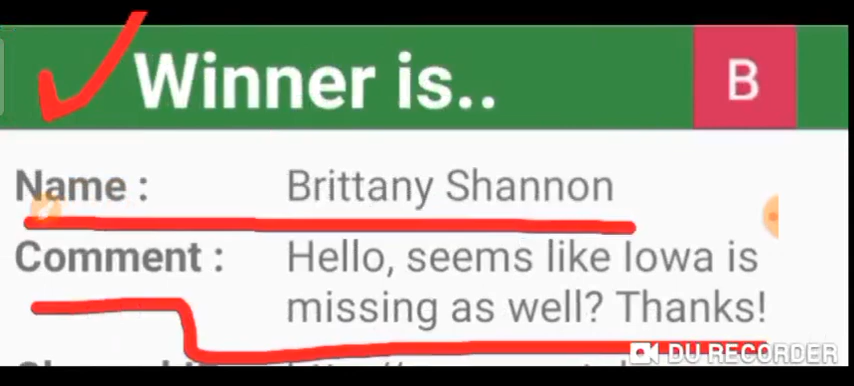 Winner is..
B
Name : Brittany Shannon
Comment : Hello, seems like Iowa is
missing as well? Thanks!
DU RECORDER